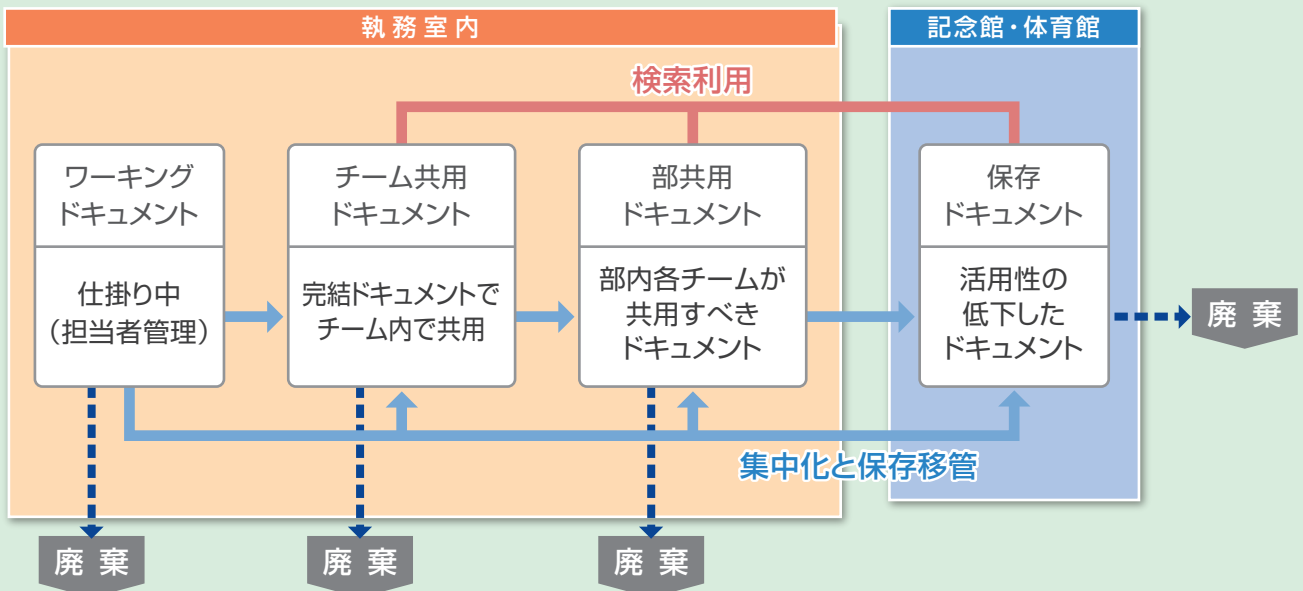 執務室内
記念館・体育館
検索利用
ワーキング
ドキュメント
仕掛り中
（担当者管理）
チーム共用
ドキュメント
完結ドキュメントで
チーム内で共用
部共用
ドキュメント
部内各チームが
共用すべき
ドキュメント
保存
ドキュメント
活用性の
低下した
ドキュメント
廃棄
集中化と保存移管
廃棄
廃棄
廃棄